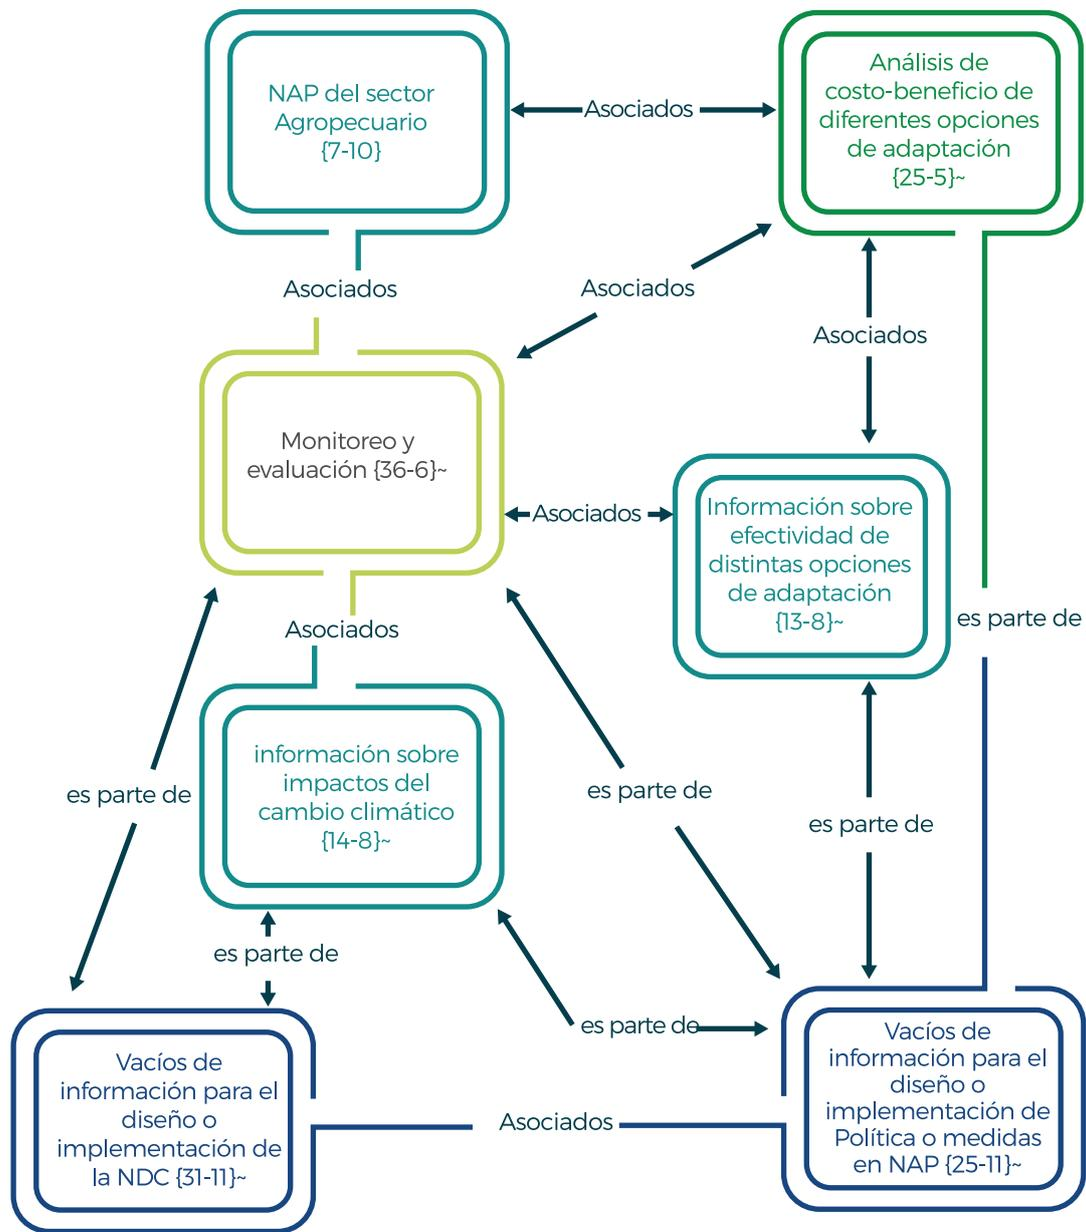 NAP del sector
Agropecuario
{7-10}
Asociados
Análisis de
costo-beneficio de
diferentes opciones
de adaptación
{25-5}~
Asociados
Asociados
Asociados
Monitoreo y
evaluación {36-6}~
Asociados
Información sobre
efectividad de
distintas opciones
de adaptación
{13-8}~
es parte de
Asociados
información sobre
impactos del
cambio climático
{14-8}~
es parte de
es parte de
es parte de
es parte de
es parte de
Vacíos de
información para el
diseño o
implementación de
la NDC {31-11}~
Asociados
Vacíos de
información para el
diseño o
implementación de
Política o medidas
en NAP {25-11}~